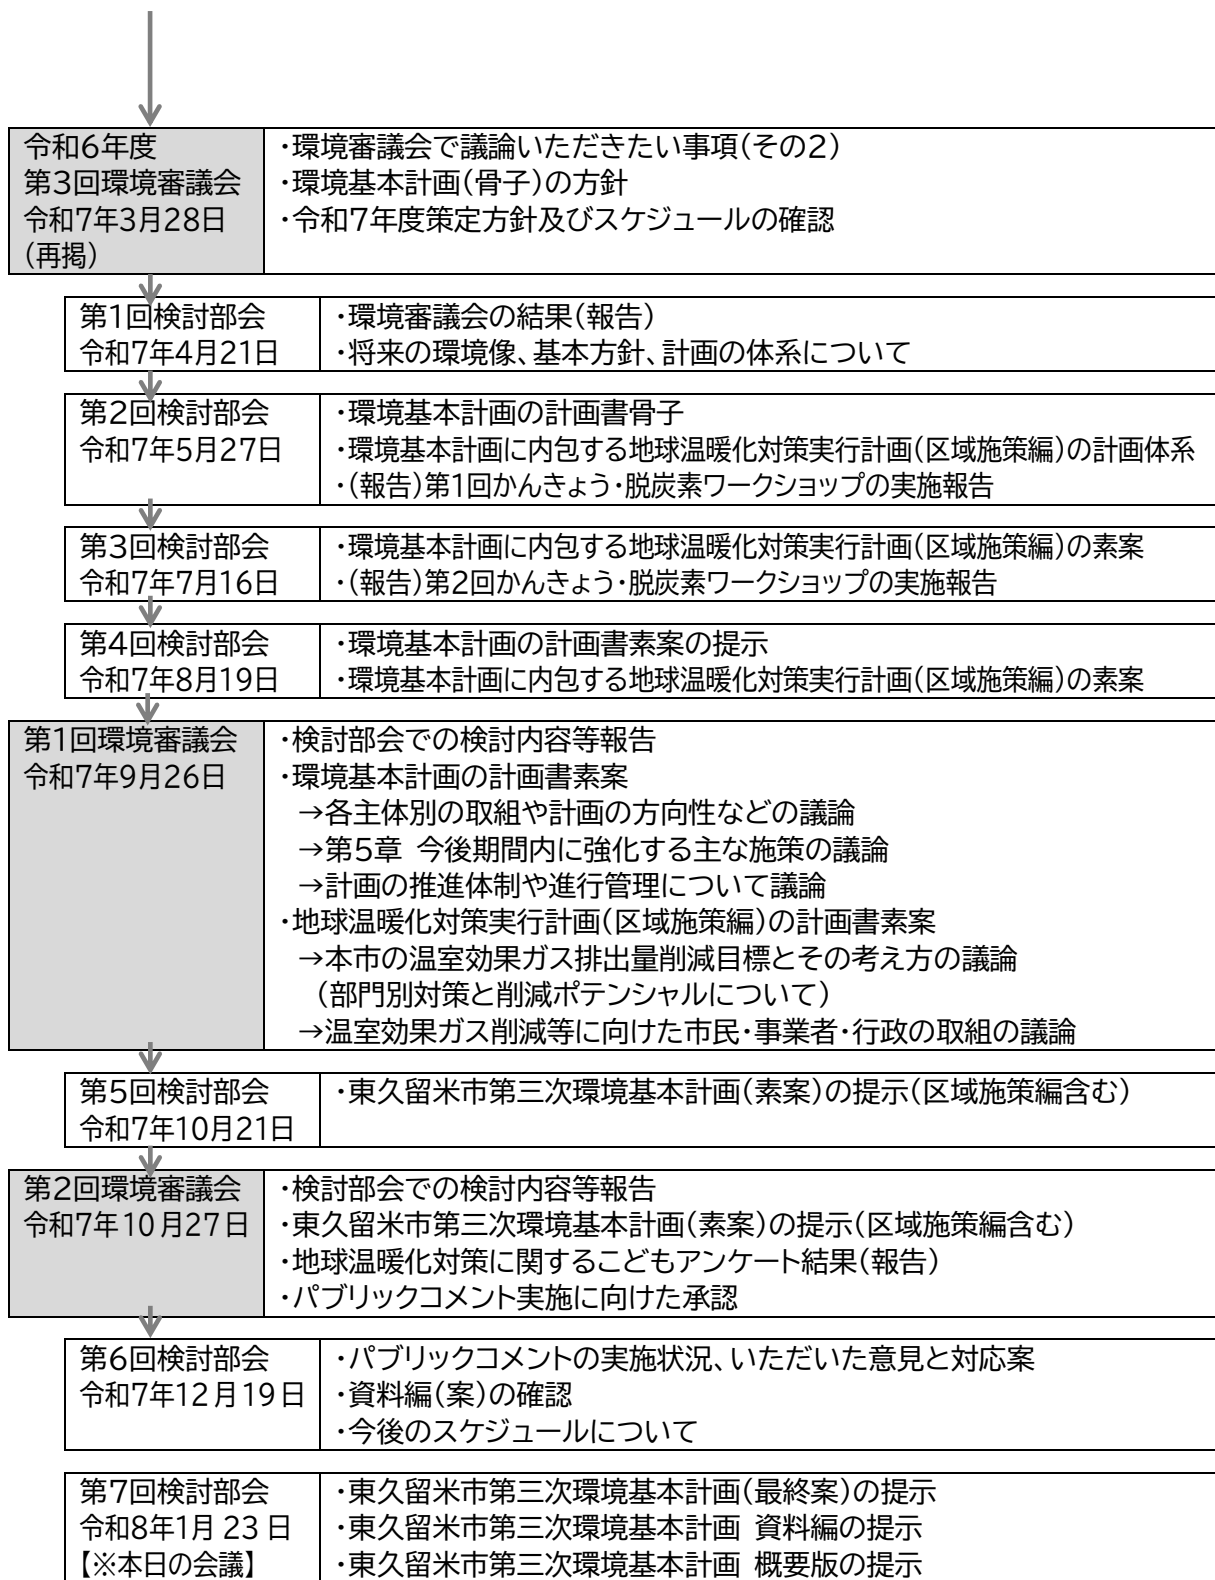 令和6年度
第3回環境審議会
令和7年3月28日
(再掲)
・環境審議会で議論いただきたい事項(その2)
・環境基本計画(骨子)の方針
・令和7年度策定方針及びスケジュールの確認
第1回検討部会
令和7年4月21日
・環境審議会の結果(報告)
・将来の環境像、基本方針、計画の体系について
第2回検討部会
令和7年5月27日
・環境基本計画の計画書骨子
・環境基本計画に内包する地球温暖化対策実行計画(区域施策編)の計画体系
・(報告)第1回かんきょう・脱炭素ワークショップの実施報告
第3回検討部会
令和7年7月16日
・環境基本計画に内包する地球温暖化対策実行計画(区域施策編)の素案
・(報告)第2回かんきょう・脱炭素ワークショップの実施報告
第4回検討部会
令和7年8月19日
・環境基本計画の計画書素案の提示
・環境基本計画に内包する地球温暖化対策実行計画(区域施策編)の素案
第1回環境審議会
令和7年9月26日
・検討部会での検討内容等報告
・環境基本計画の計画書素案
→各主体別の取組や計画の方向性などの議論
→第5章 今後期間内に強化する主な施策の議論
→計画の推進体制や進行管理について議論
・地球温暖化対策実行計画(区域施策編)の計画書素案
→本市の温室効果ガス排出量削減目標とその考え方の議論
(部門別対策と削減ポテンシャルについて)
→温室効果ガス削減等に向けた市民・事業者・行政の取組の議論
第5回検討部会
令和7年10月21日
・東久留米市第三次環境基本計画(素案)の提示(区域施策編含む)
第2回環境審議会
令和7年10月27日
・検討部会での検討内容等報告
・東久留米市第三次環境基本計画(素案)の提示(区域施策編含む)
・地球温暖化対策に関するこどもアンケート結果(報告)
・パブリックコメント実施に向けた承認
第6回検討部会
令和7年12月19日
・パブリックコメントの実施状況、いただいた意見と対応案
・資料編(案)の確認
・今後のスケジュールについて
第7回検討部会
令和8年1月23日
【※本日の会議】
・東久留米市第三次環境基本計画(最終案)の提示
・東久留米市第三次環境基本計画 資料編の提示
・東久留米市第三次環境基本計画 概要版の提示